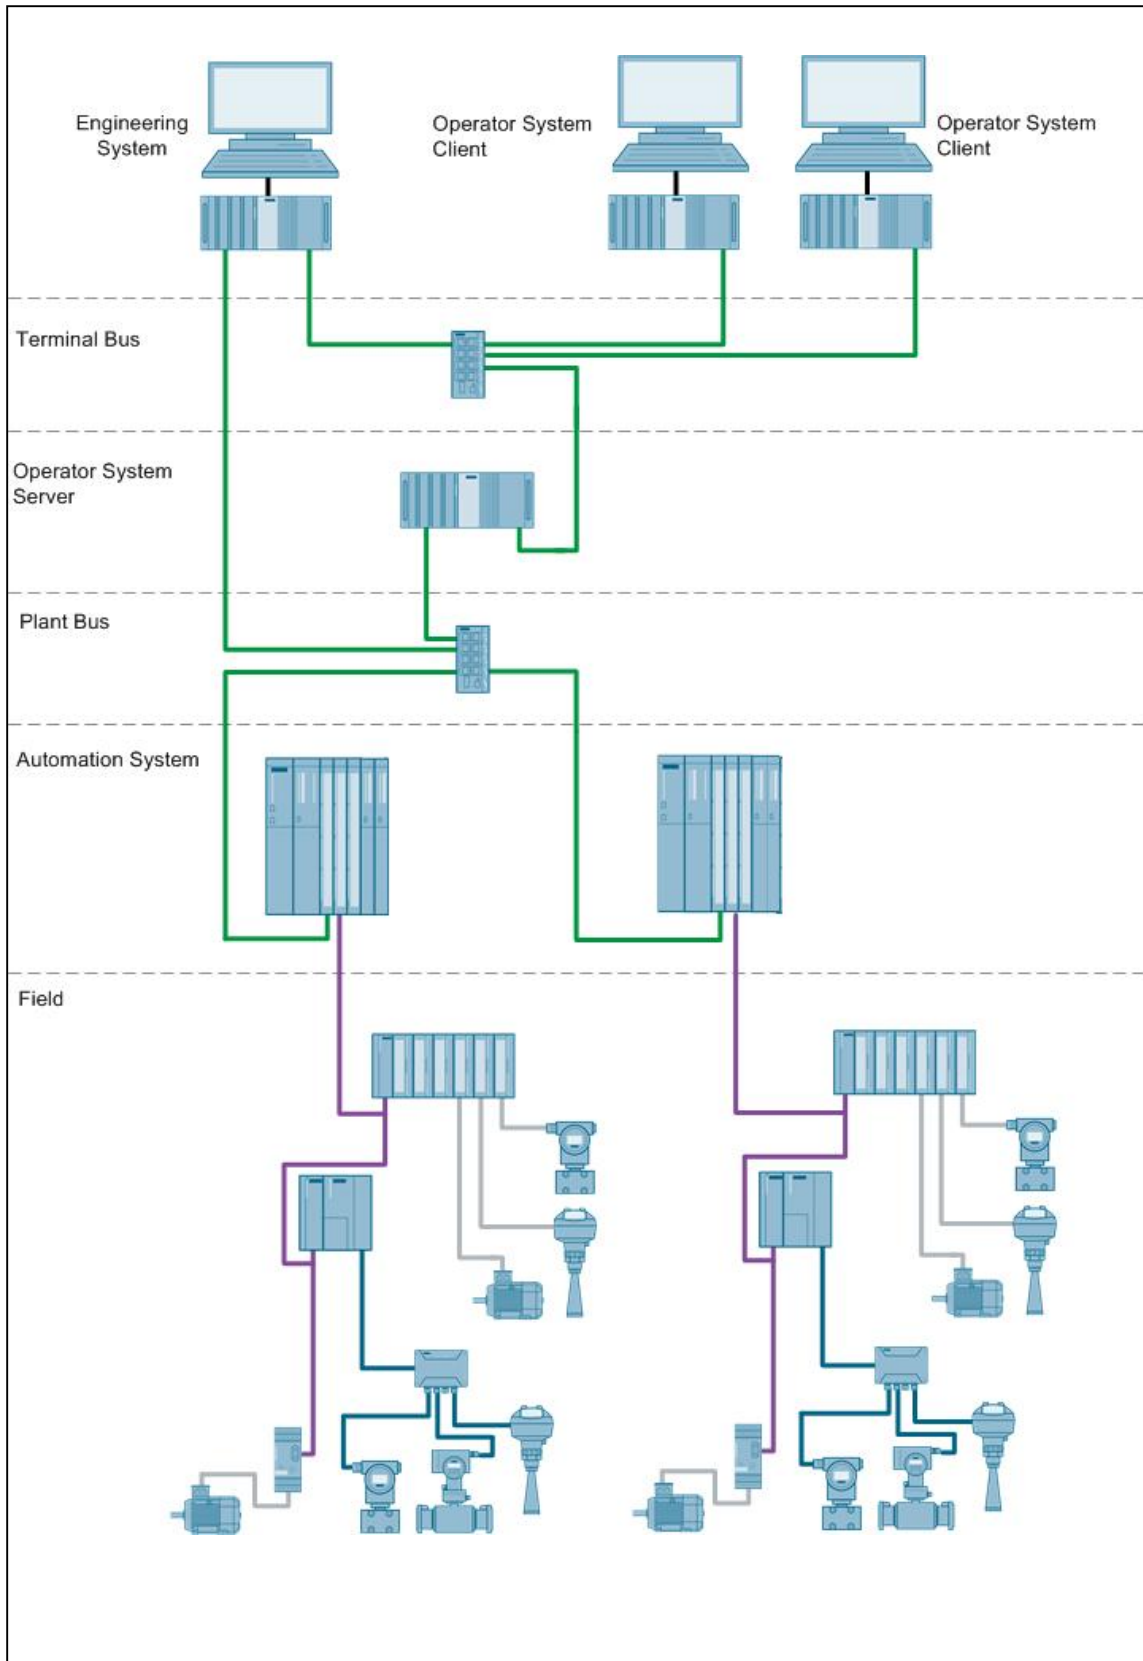 Engineering
System
Operator System
Client
Operator System
Client
Terminal Bus
Operator System
Server
Plant Bus
Automation System
Field